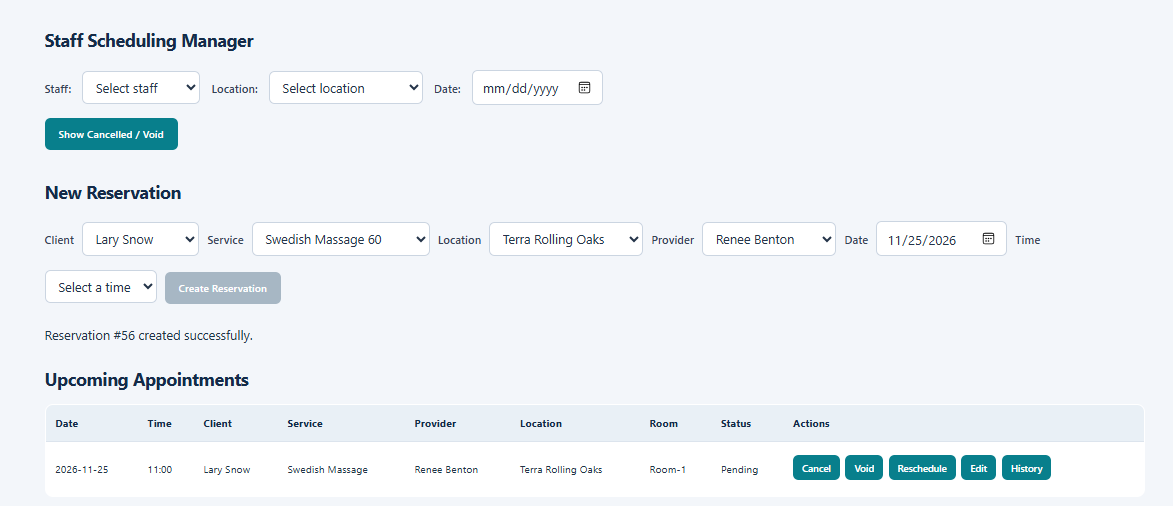 Staff Scheduling Manager
Staff: Select staff Location: Select location Date: mm/dd/yyyy
Show Cancelled / Void
New Reservation
Client Lary Snow Service Swedish Massage 60 Location Terra Rolling Oaks Provider Renee Benton Date 11/25/2026 Time
Select a time Create Reservation
Reservation #56 created successfully.
Upcoming Appointments
Date Time Client Service Provider Location Room Status Actions
2026-11-25 11:00 Lary Snow Swedish Massage Renee Benton Terra Rolling Oaks Room-1 Pending Cancel Void Reschedule Edit History